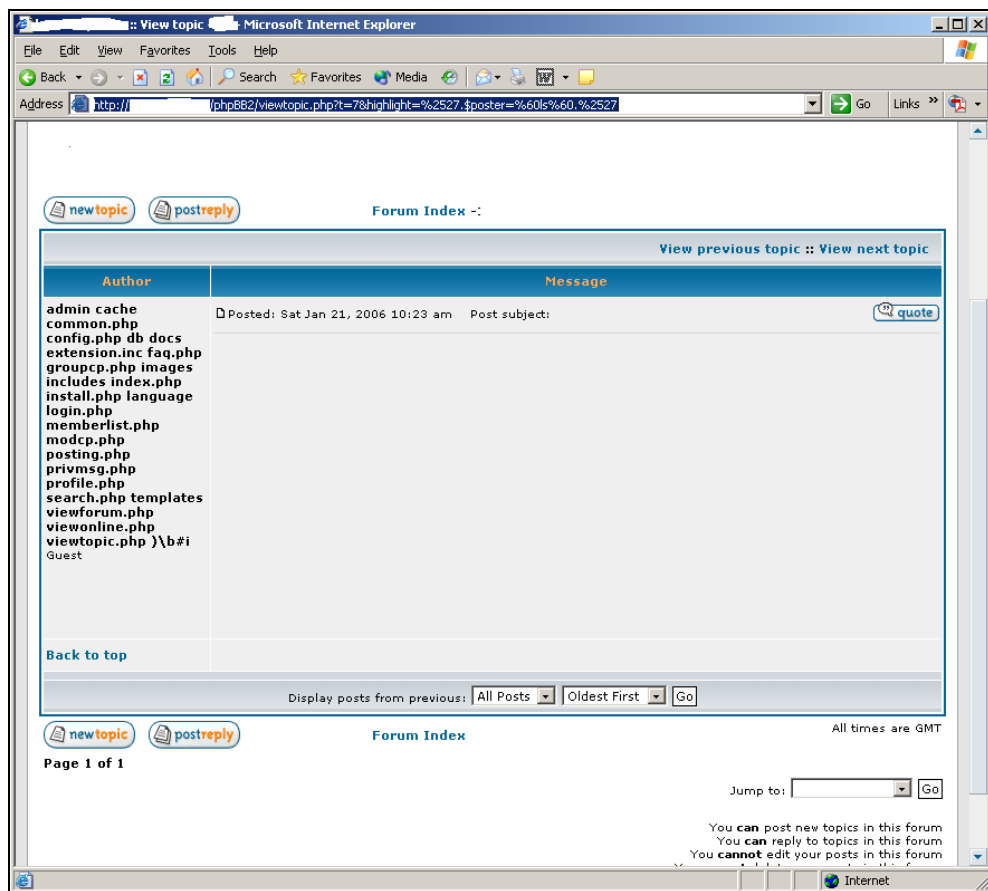 :: View topic - Microsoft Internet Explorer
File Edit View Favorites Tools Help
Back Search Favorites Media
Address http:// /phpBB2/viewtopic.php?t=7&highlight=%2527.$poster=%60ls%60.%2527 Go Links »
newtopic postreply Forum Index -:
View previous topic :: View next topic
Author Message
admin cache
common.php
config.php db docs
extension.inc faq.php
groupcp.php images
includes index.php
install.php language
login.php
memberlist.php
modcp.php
posting.php
privmsg.php
profile.php
search.php templates
viewforum.php
viewonline.php
viewtopic.php )\b#i
Guest
Posted: Sat Jan 21, 2006 10:23 am Post subject:
quote
Back to top
Display posts from previous: All Posts Oldest First Go
newtopic postreply Forum Index
All times are GMT
Page 1 of 1
Jump to: Go
You can post new topics in this forum
You can reply to topics in this forum
You cannot edit your posts in this forum
Internet